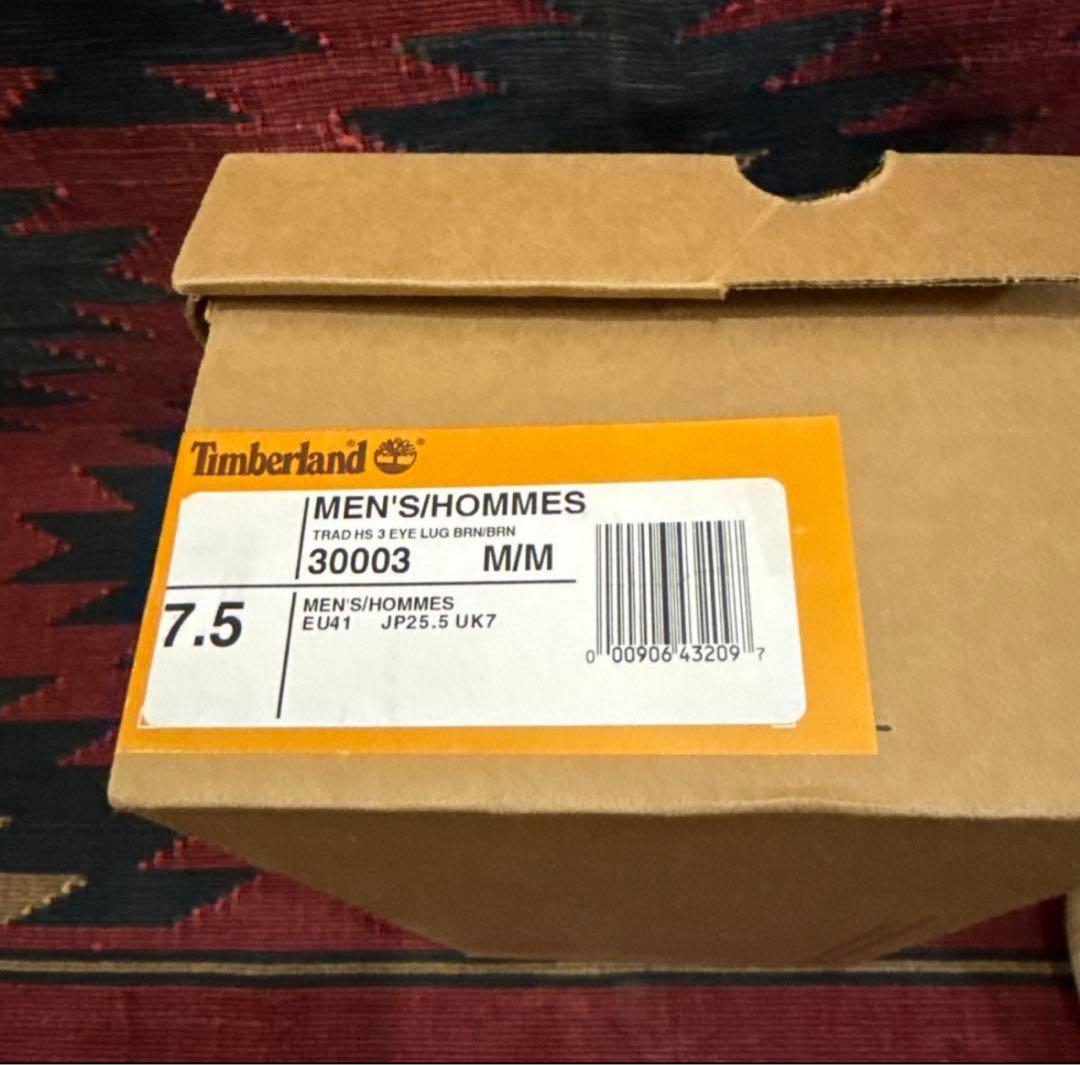 Timberland®
MEN'S/HOMMES
TRAD HS 3 EYE LUG BRN/BRN
30003 M/M
7.5
MEN'S/HOMMES
EU41 JP25.5 UK7
0 00906 43209 7